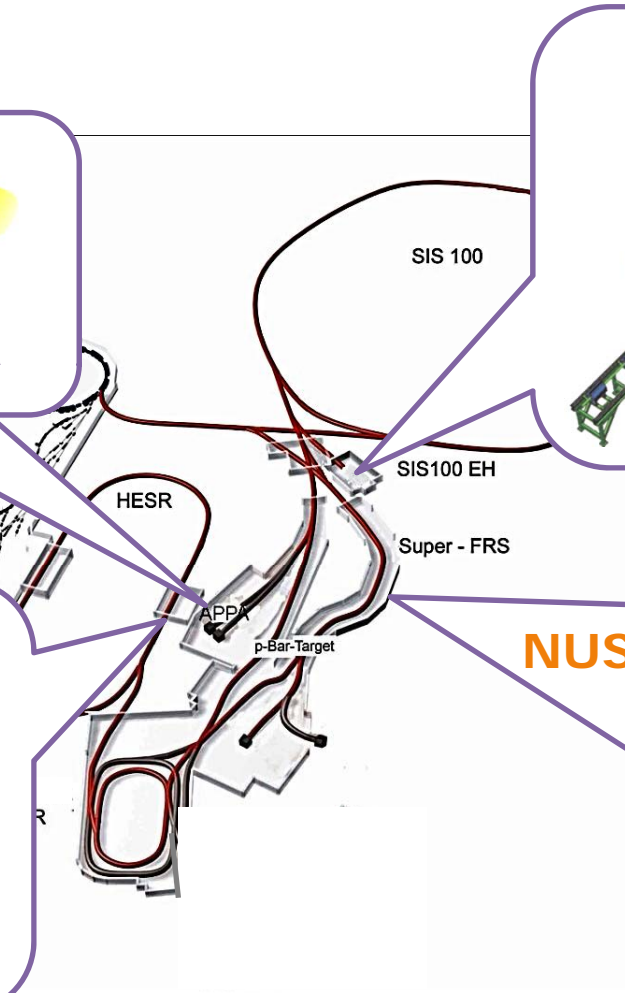 SIS 100
SIS100 EH
HESR
Super - FRS
APPA
p-Bar-Target
NUS
R